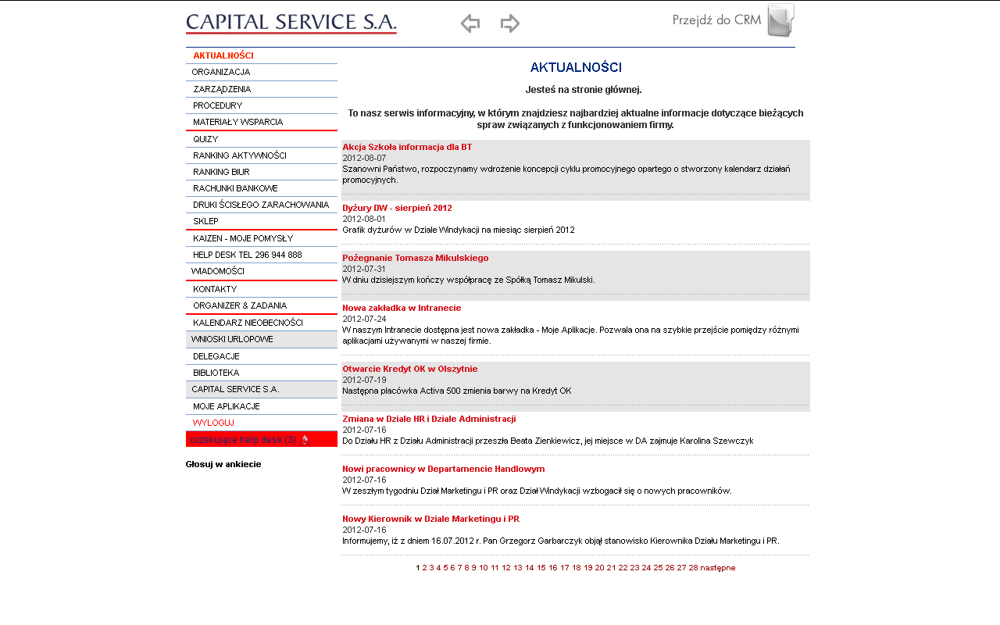 CAPITAL SERVICE S.A.
Przejdź do CRM
AKTUALNOŚCI
ORGANIZACJA
ZARZĄDZENIA
PROCEDURY
MATERIAŁY WSPARCIA
QUIZY
RANKING AKTYWNOŚCI
RANKING BIUR
RACHUNKI BANKOWE
DRUKI ŚCISŁEGO ZARACHOWANIA
SKLEP
KAIZEN - MOJE POMYSŁY
HELP DESK TEL 296 944 888
WIADOMOŚCI
KONTAKTY
ORGANIZER & ZADANIA
KALENDARZ NIEOBECNOŚCI
WNIOSKI URLOPOWE
DELEGACJE
BIBLIOTEKA
CAPITAL SERVICE S.A.
MOJE APLIKACJE
WYLOGUJ
oczekujące help desk (3)
Głosuj w ankiecie
AKTUALNOŚCI
Jesteś na stronie głównej.
To nasz serwis informacyjny, w którym znajdziesz najbardziej aktualne informacje dotyczące bieżących
spraw związanych z funkcjonowaniem firmy.
Akcja Szkoła informacja dla BT
2012-08-07
Szanowni Państwo, rozpoczynamy wdrożenie koncepcji cyklu promocyjnego opartego o stworzony kalendarz działań
promocyjnych.
Dyżury DW - sierpień 2012
2012-08-01
Grafik dyżurów w Dziale Windykacji na miesiąc sierpień 2012
Pożegnanie Tomasza Mikulskiego
2012-07-31
W dniu dzisiejszym kończy współpracę ze Spółką Tomasz Mikulski.
Nowa zakładka w Intranecie
2012-07-24
W naszym Intranecie dostępna jest nowa zakładka - Moje Aplikacje. Pozwala ona na szybkie przejście pomiędzy różnymi
aplikacjami używanymi w naszej firmie.
Otwarcie Kredyt OK w Olsztynie
2012-07-19
Następna placówka Activa 500 zmienia barwy na Kredyt OK
Zmiana w Dziale HR i Dziale Administracji
2012-07-16
Do Działu HR z Działu Administracji przeszła Beata Zienkiewicz, jej miejsce w DA zajmuje Karolina Szewczyk
Nowi pracownicy w Departamencie Handlowym
2012-07-16
W zeszłym tygodniu Dział Marketingu i PR oraz Dział Windykacji wzbogacił się o nowych pracowników.
Nowy Kierownik w Dziale Marketingu i PR
2012-07-16
Informujemy, iż z dniem 16.07.2012 r. Pan Grzegorz Garbarczyk objął stanowisko Kierownika Działu Marketingu i PR.
1 2 3 4 5 6 7 8 9 10 11 12 13 14 15 16 17 18 19 20 21 22 23 24 25 26 27 28 następne